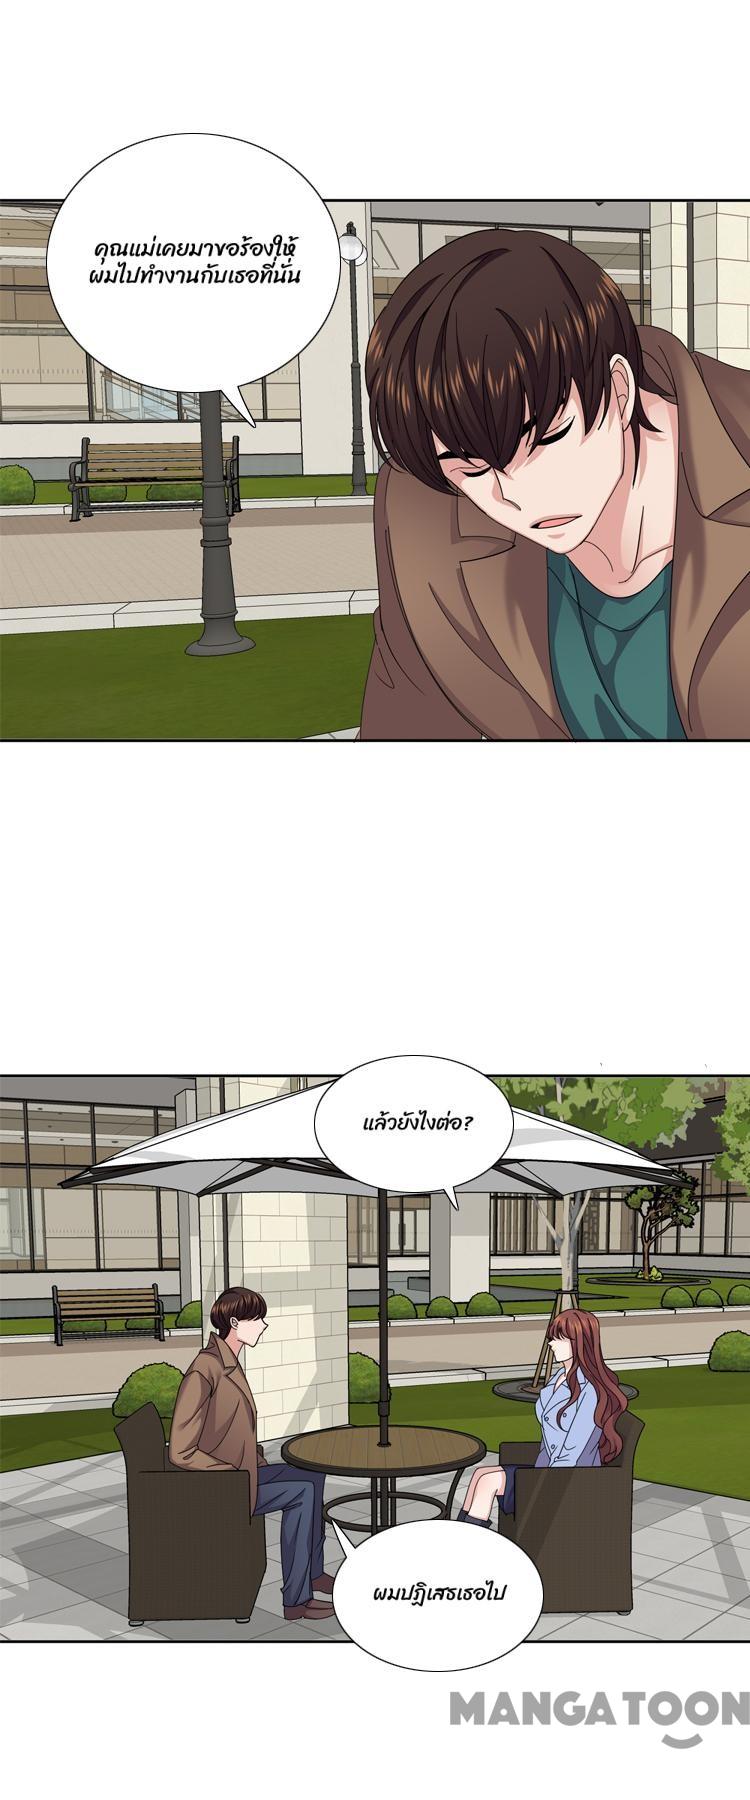 คุณแม่เคยมาขอร้องให้
ผมไปทำงานกับเธอที่นั่น
แล้วยังไงต่อ?
ผมปฏิเสธเธอไป
MANGATOON